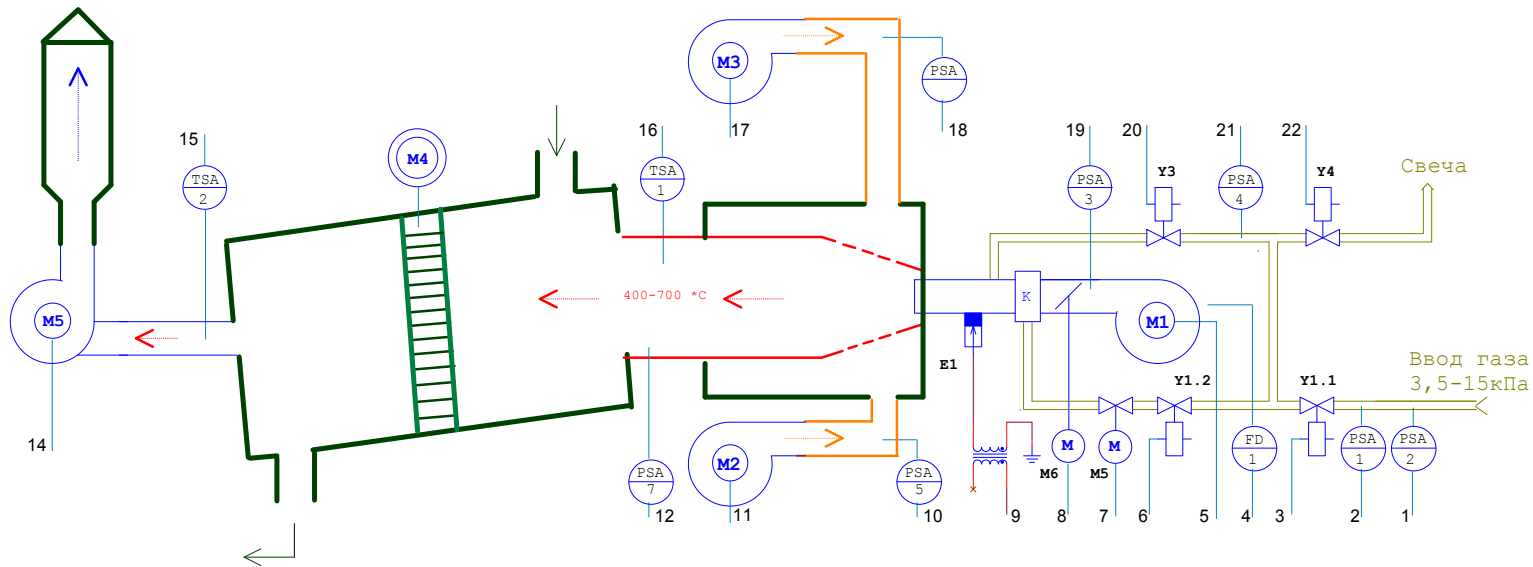 17
M3
PSA
18
15
TSA
2
M4
16
TSA
1
19
PSA
3
20
Y3
21
PSA
4
22
Y4
Свеча
400-700 *C
K
M1
M5
E1
Y1.2
Y1.1
Ввод газа
3,5-15кПа
14
PSA
7
12
M2
11
PSA
5
10
9
M
M6
8
M
M5
7
6
5
FD
1
4
3
PSA
1
2
PSA
2
1